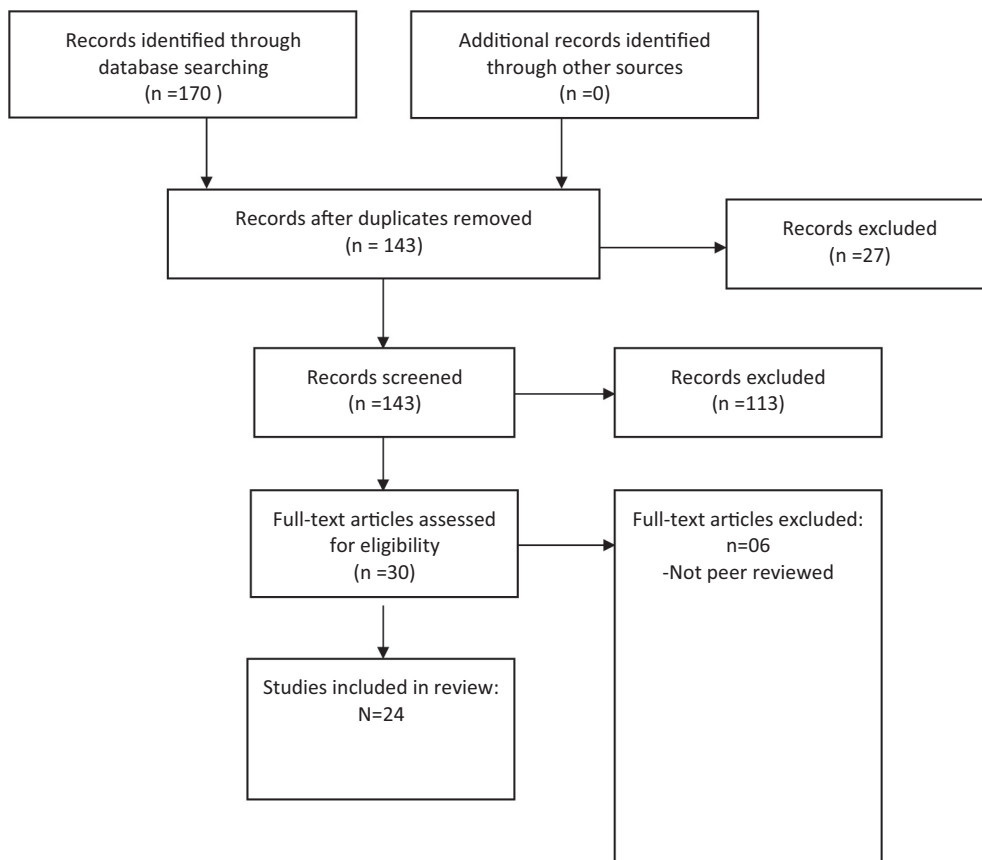 Records identified through
database searching
(n =170 )
Additional records identified
through other sources
(n =0)
Records after duplicates removed
(n = 143)
Records excluded
(n =27)
Records screened
(n =143)
Records excluded
(n =113)
Full-text articles assessed
for eligibility
(n =30)
Full-text articles excluded:
n=06
-Not peer reviewed
Studies included in review:
N=24